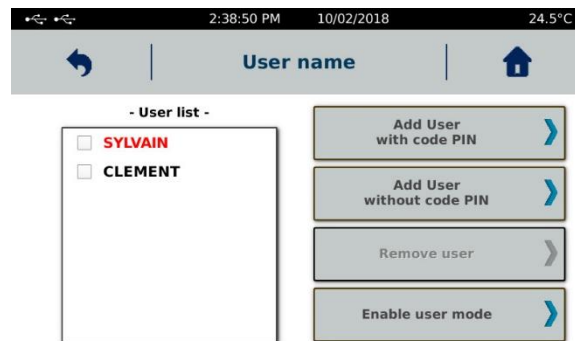 2:38:50 PM 10/02/2018 24.5°C
User name
- User list -
SYLVAIN
CLEMENT
Add User
with code PIN
Add User
without code PIN
Remove user
Enable user mode